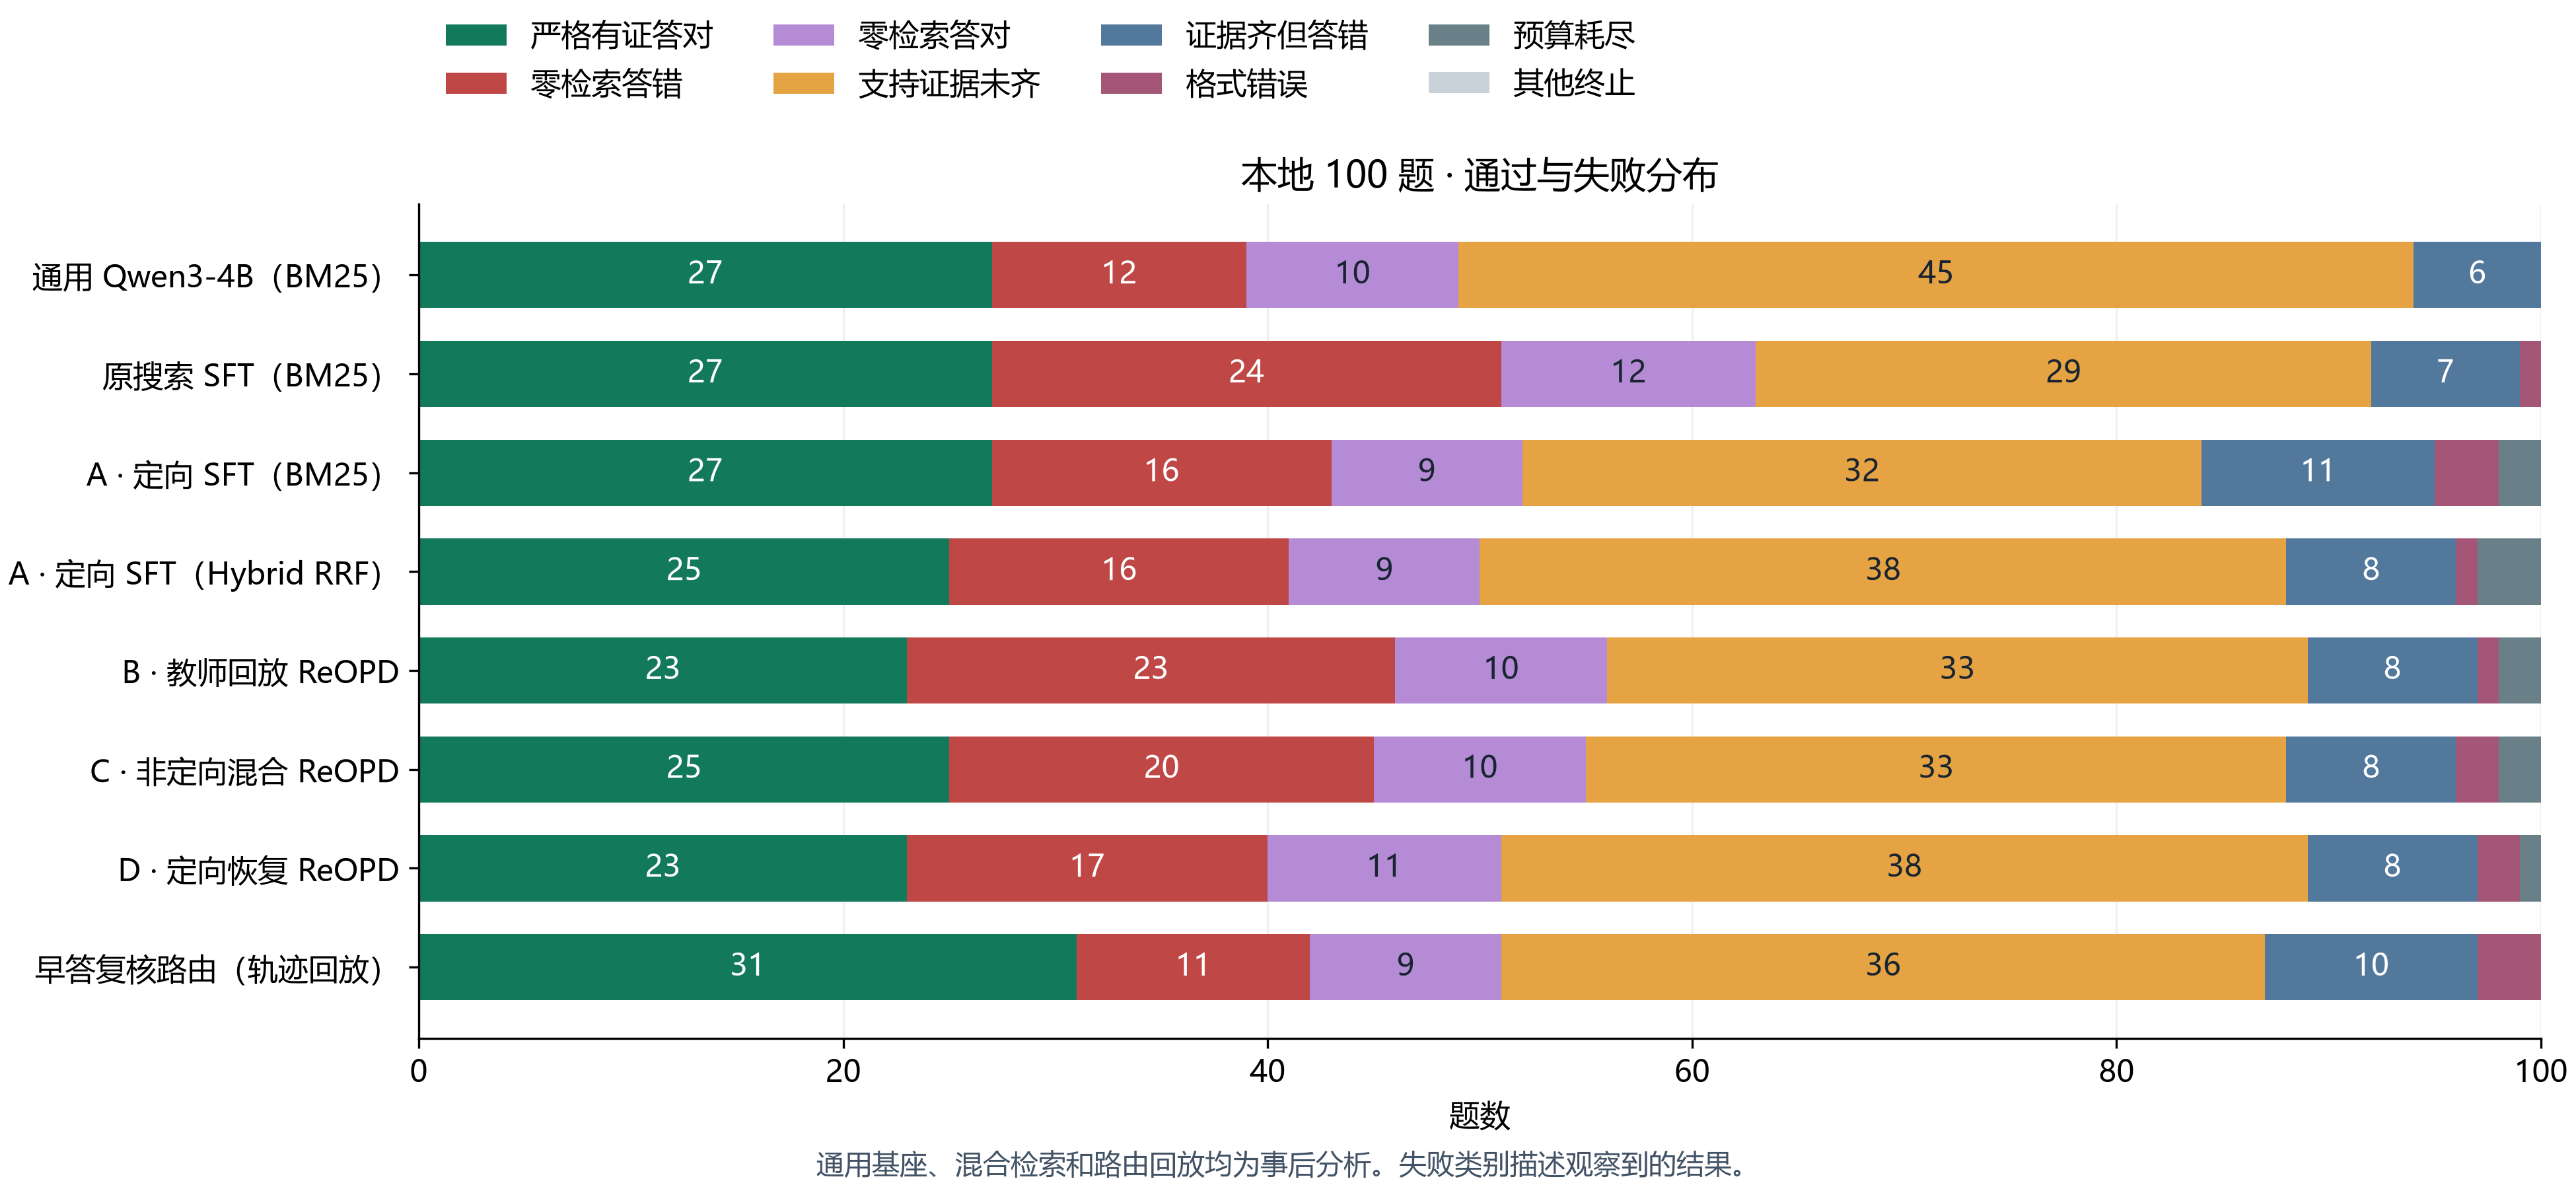 严格有证答对 零检索答对 证据齐但答错 预算耗尽
零检索答错 支持证据未齐 格式错误 其他终止
本地 100 题 · 通过与失败分布
通用 Qwen3-4B（BM25） 27 12 10 45 6
原搜索 SFT（BM25） 27 24 12 29 7
A · 定向 SFT（BM25） 27 16 9 32 11
A · 定向 SFT（Hybrid RRF） 25 16 9 38 8
B · 教师回放 ReOPD 23 23 10 33 8
C · 非定向混合 ReOPD 25 20 10 33 8
D · 定向恢复 ReOPD 23 17 11 38 8
早答复核路由（轨迹回放） 31 11 9 36 10
0 20 40 60 80 100
题数
通用基座、混合检索和路由回放均为事后分析。失败类别描述观察到的结果。